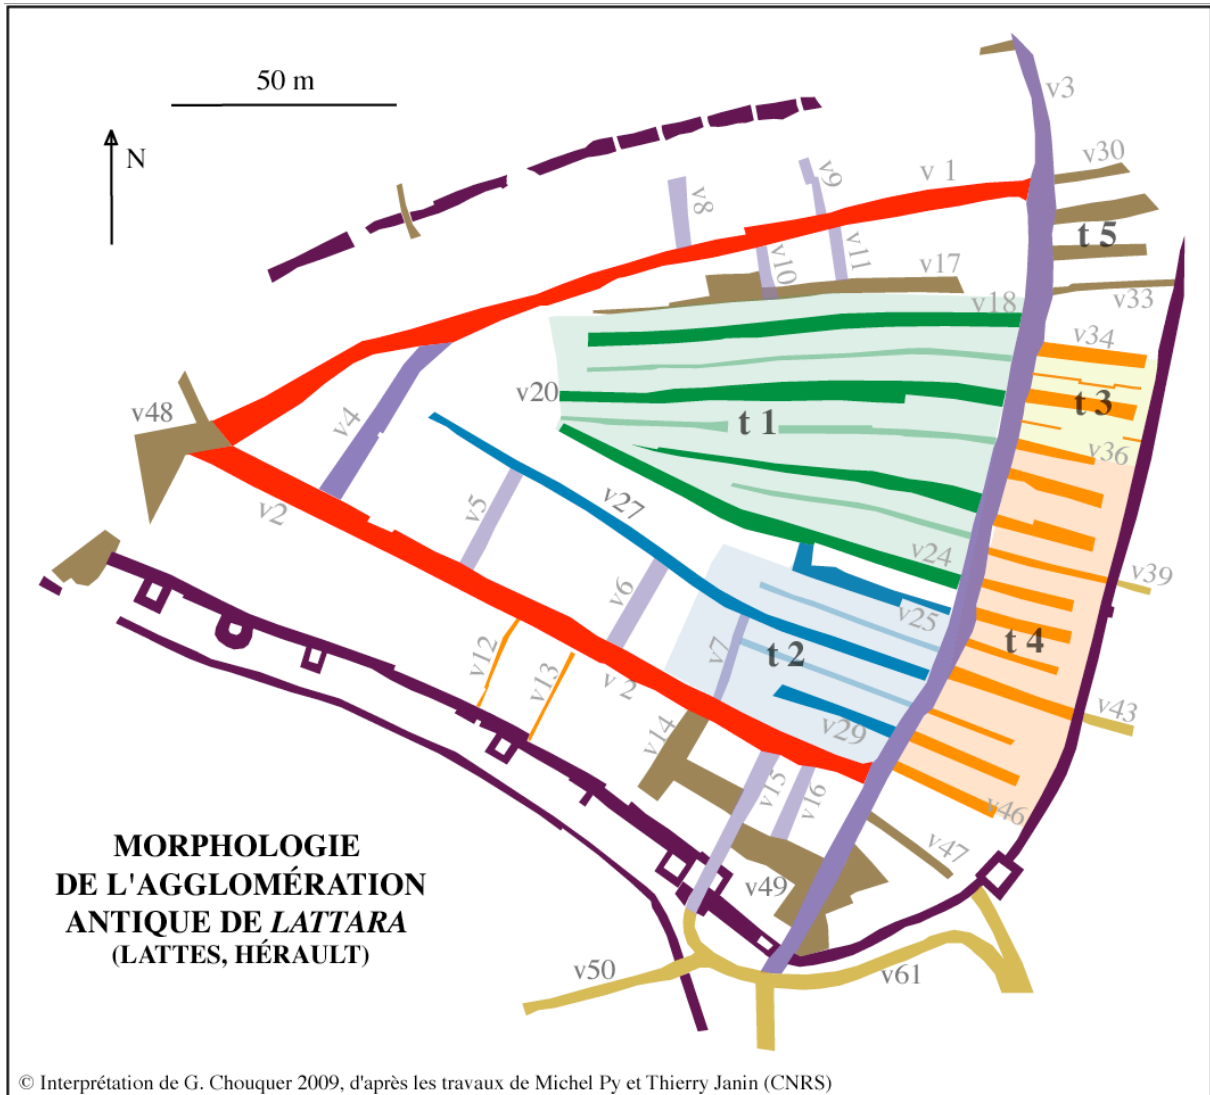 50 m
N
v3
v30
v 1
v9
v8
t 5
v11
v10
v17
v33
v18
v34
v20
t 3
t 1
v48
v4
v36
v2
v5
v27
v24
v39
v6
v25
v12
v7
t 2
t 4
v13
v 2
v43
v14
v29
v15
v16
v46
v47
MORPHOLOGIE
DE L'AGGLOMÉRATION
ANTIQUE DE LATTARA
(LATTES, HÉRAULT)
v49
v50
v61
© Interprétation de G. Chouquer 2009, d'après les travaux de Michel Py et Thierry Janin (CNRS)